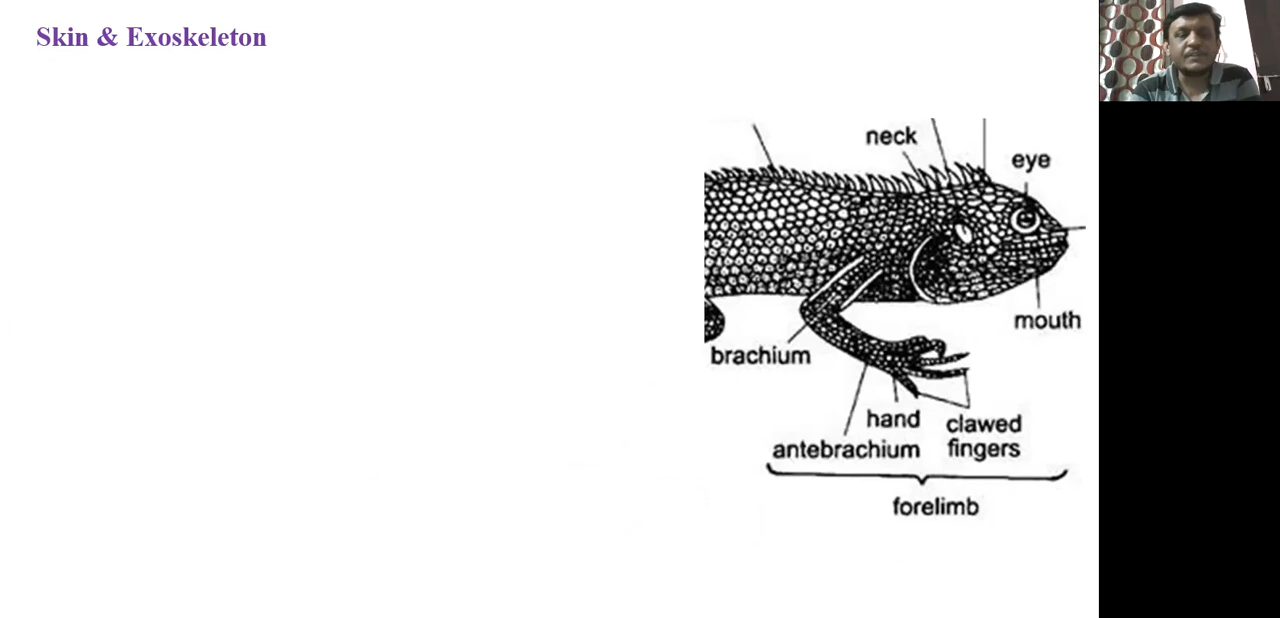 Skin & Exoskeleton
neck
eye
mouth
brachium
hand
clawed
fingers
antebrachium
forelimb